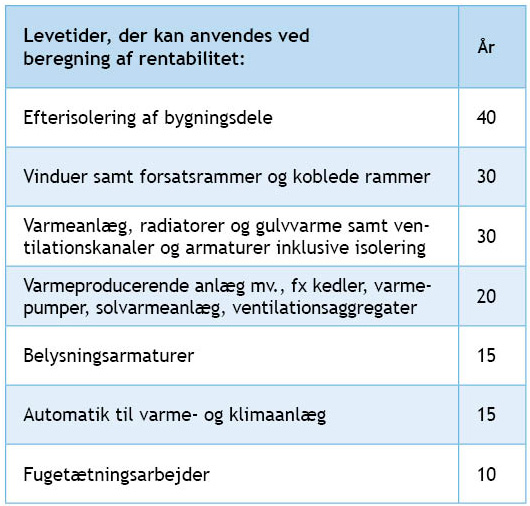 Levetider, der kan anvendes ved
beregning af rentabilitet:
År
Efterisolering af bygningsdele
40
Vinduer samt forsatsrammer og koblede rammer
30
Varmeanlæg, radiatorer og gulvvarme samt ven-
tilationskanaler og armaturer inklusive isolering
30
Varmeproducerende anlæg mv., fx kedler, varme-
pumper, solvarmeanlæg, ventilationsaggregater
20
Belysningsarmaturer
15
Automatik til varme- og klimaanlæg
15
Fugetætningsarbejder
10